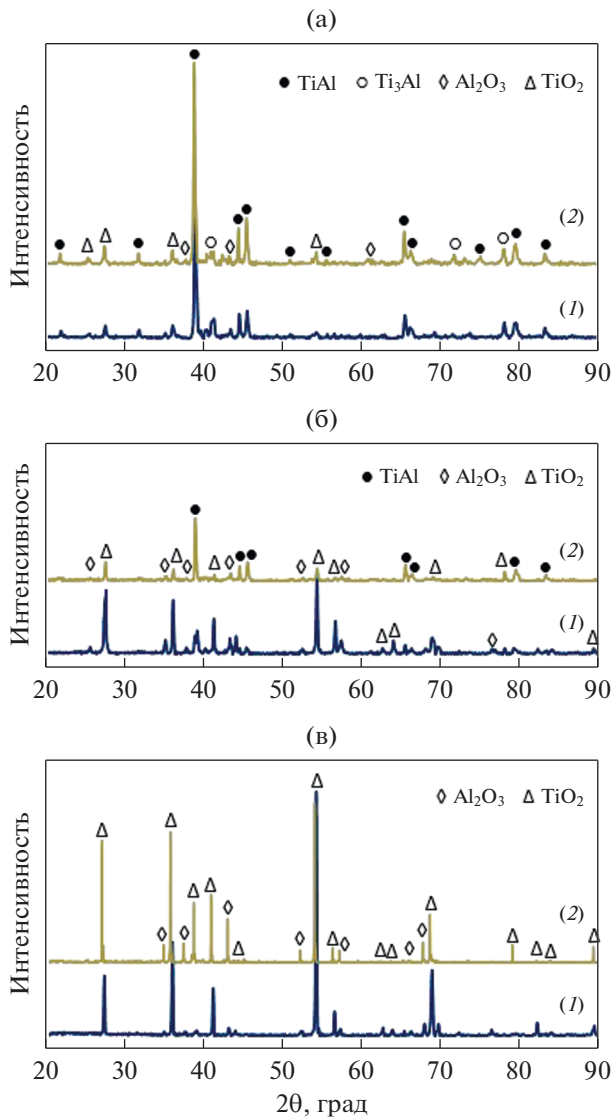 (а)
Интенсивность
● TiAl ○ Ti₃Al ◊ Al₂O₃ △ TiO₂
(2)
(1)
20 30 40 50 60 70 80 90
(б)
Интенсивность
● TiAl ◊ Al₂O₃ △ TiO₂
(2)
(1)
20 30 40 50 60 70 80 90
(в)
Интенсивность
◊ Al₂O₃ △ TiO₂
(2)
(1)
20 30 40 50 60 70 80 90
2θ, град